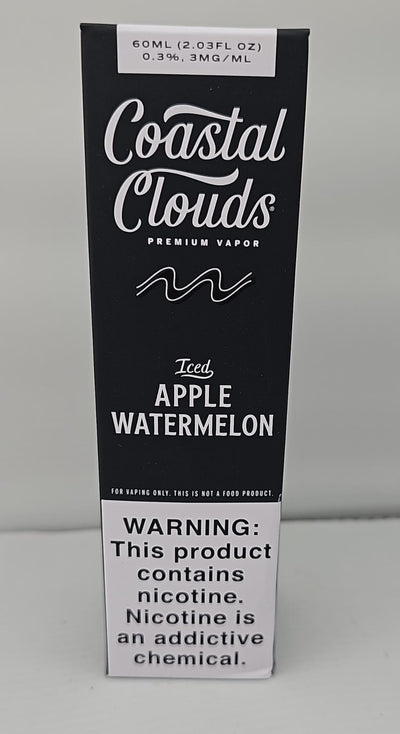 60ML (2.03FL OZ)
0.3%, 3MG/ML
Coastal
Clouds®
PREMIUM VAPOR
Iced
APPLE
WATERMELON
FOR VAPING ONLY. THIS IS NOT A FOOD PRODUCT.
WARNING:
This product
contains
nicotine.
Nicotine is
an addictive
chemical.